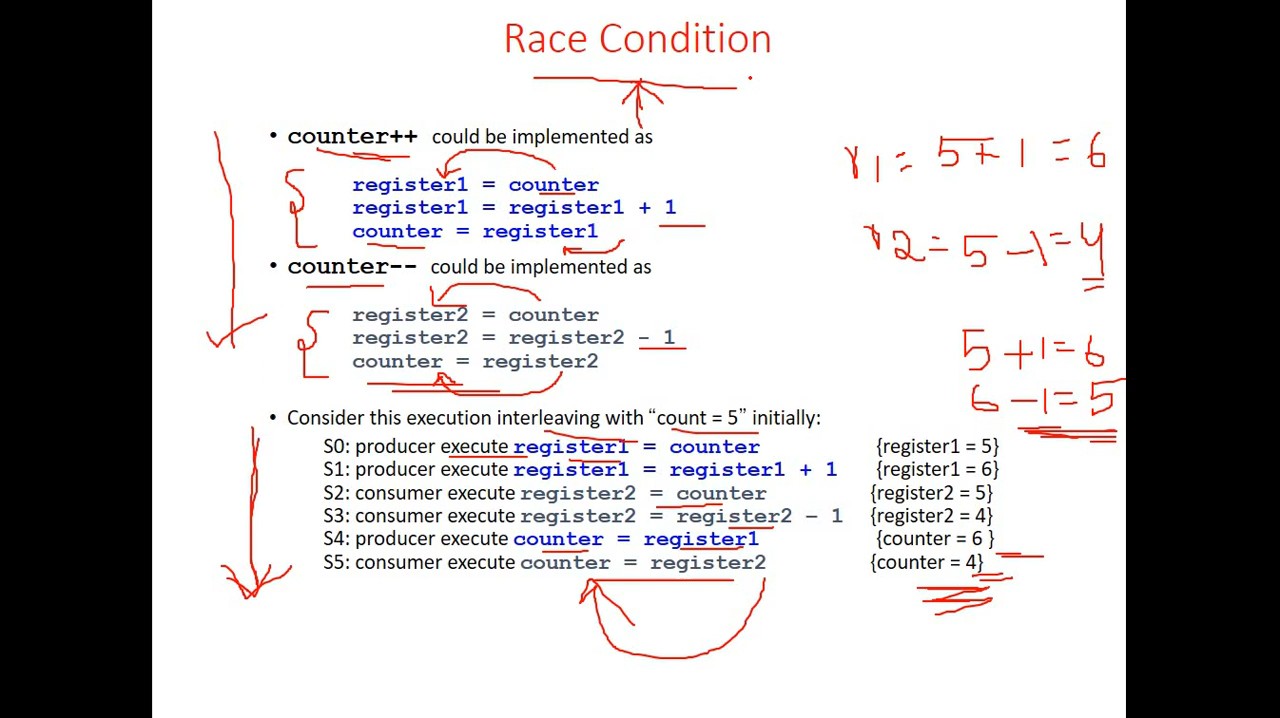 Race Condition
• counter++ could be implemented as
register1 = counter
register1 = register1 + 1
counter = register1
• counter-- could be implemented as
register2 = counter
register2 = register2 - 1
counter = register2
• Consider this execution interleaving with “count = 5” initially:
S0: producer execute register1 = counter {register1 = 5}
S1: producer execute register1 = register1 + 1 {register1 = 6}
S2: consumer execute register2 = counter {register2 = 5}
S3: consumer execute register2 = register2 – 1 {register2 = 4}
S4: producer execute counter = register1 {counter = 6 }
S5: consumer execute counter = register2 {counter = 4}
r1 = 5 + 1 = 6
r2 = 5 - 1 = 4
5 + 1 = 6
6 - 1 = 5